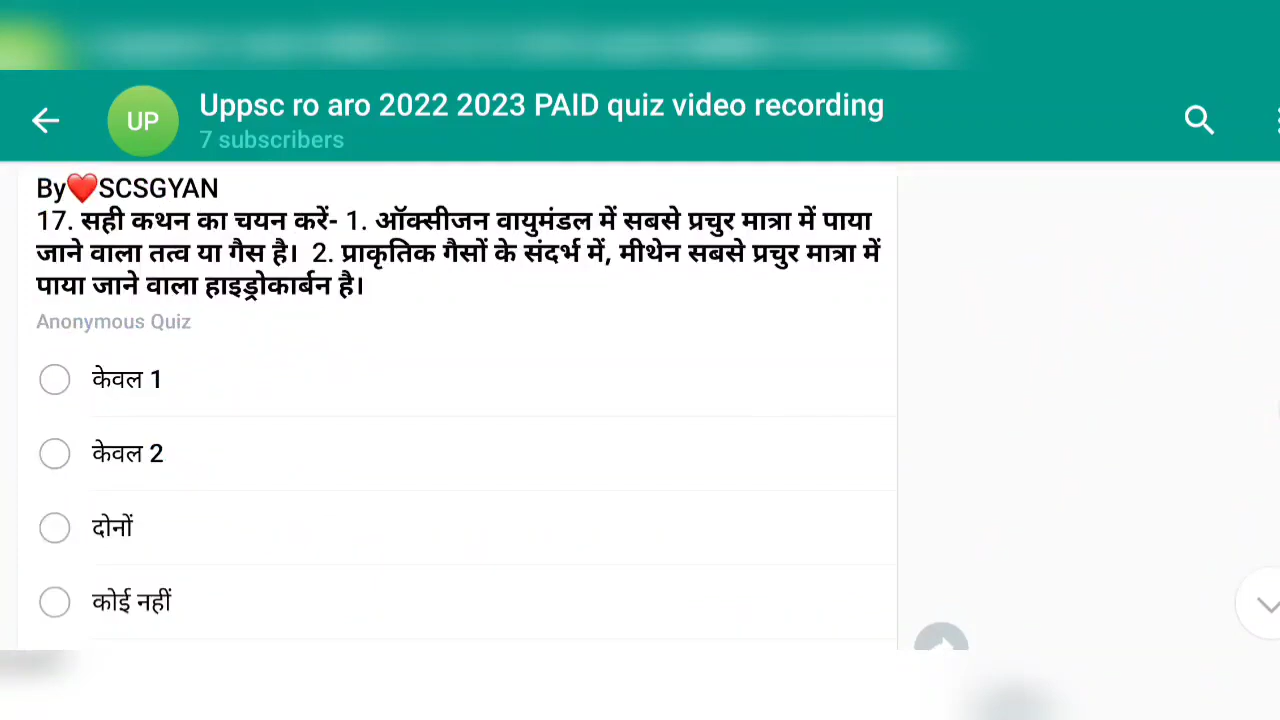 UP
Uppsc ro aro 2022 2023 PAID quiz video recording
7 subscribers
By❤️SCSGYAN
17. सही कथन का चयन करें- 1. ऑक्सीजन वायुमंडल में सबसे प्रचुर मात्रा में पाया
जाने वाला तत्व या गैस है। 2. प्राकृतिक गैसों के संदर्भ में, मीथेन सबसे प्रचुर मात्रा में
पाया जाने वाला हाइड्रोकार्बन है।
Anonymous Quiz
केवल 1
केवल 2
दोनों
कोई नहीं